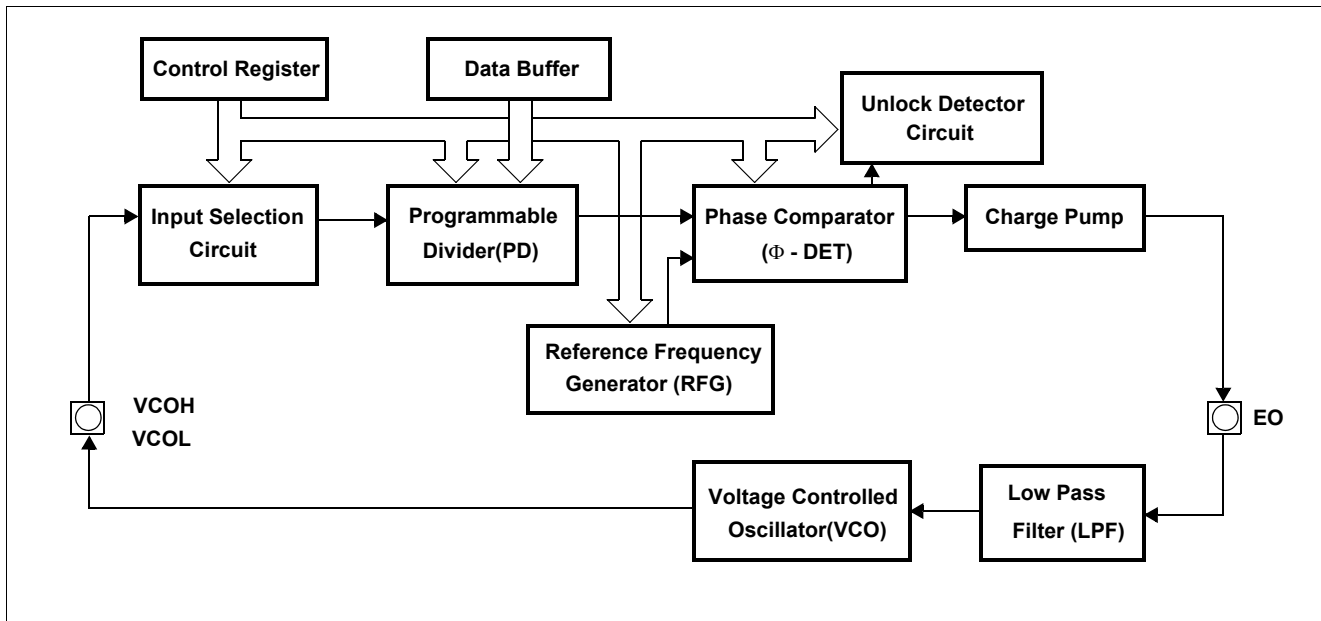 Control Register
Data Buffer
Unlock Detector
Circuit
Input Selection
Circuit
Programmable
Divider(PD)
Phase Comparator
(Φ - DET)
Charge Pump
Reference Frequency
Generator (RFG)
VCOH
VCOL
EO
Voltage Controlled
Oscillator(VCO)
Low Pass
Filter (LPF)